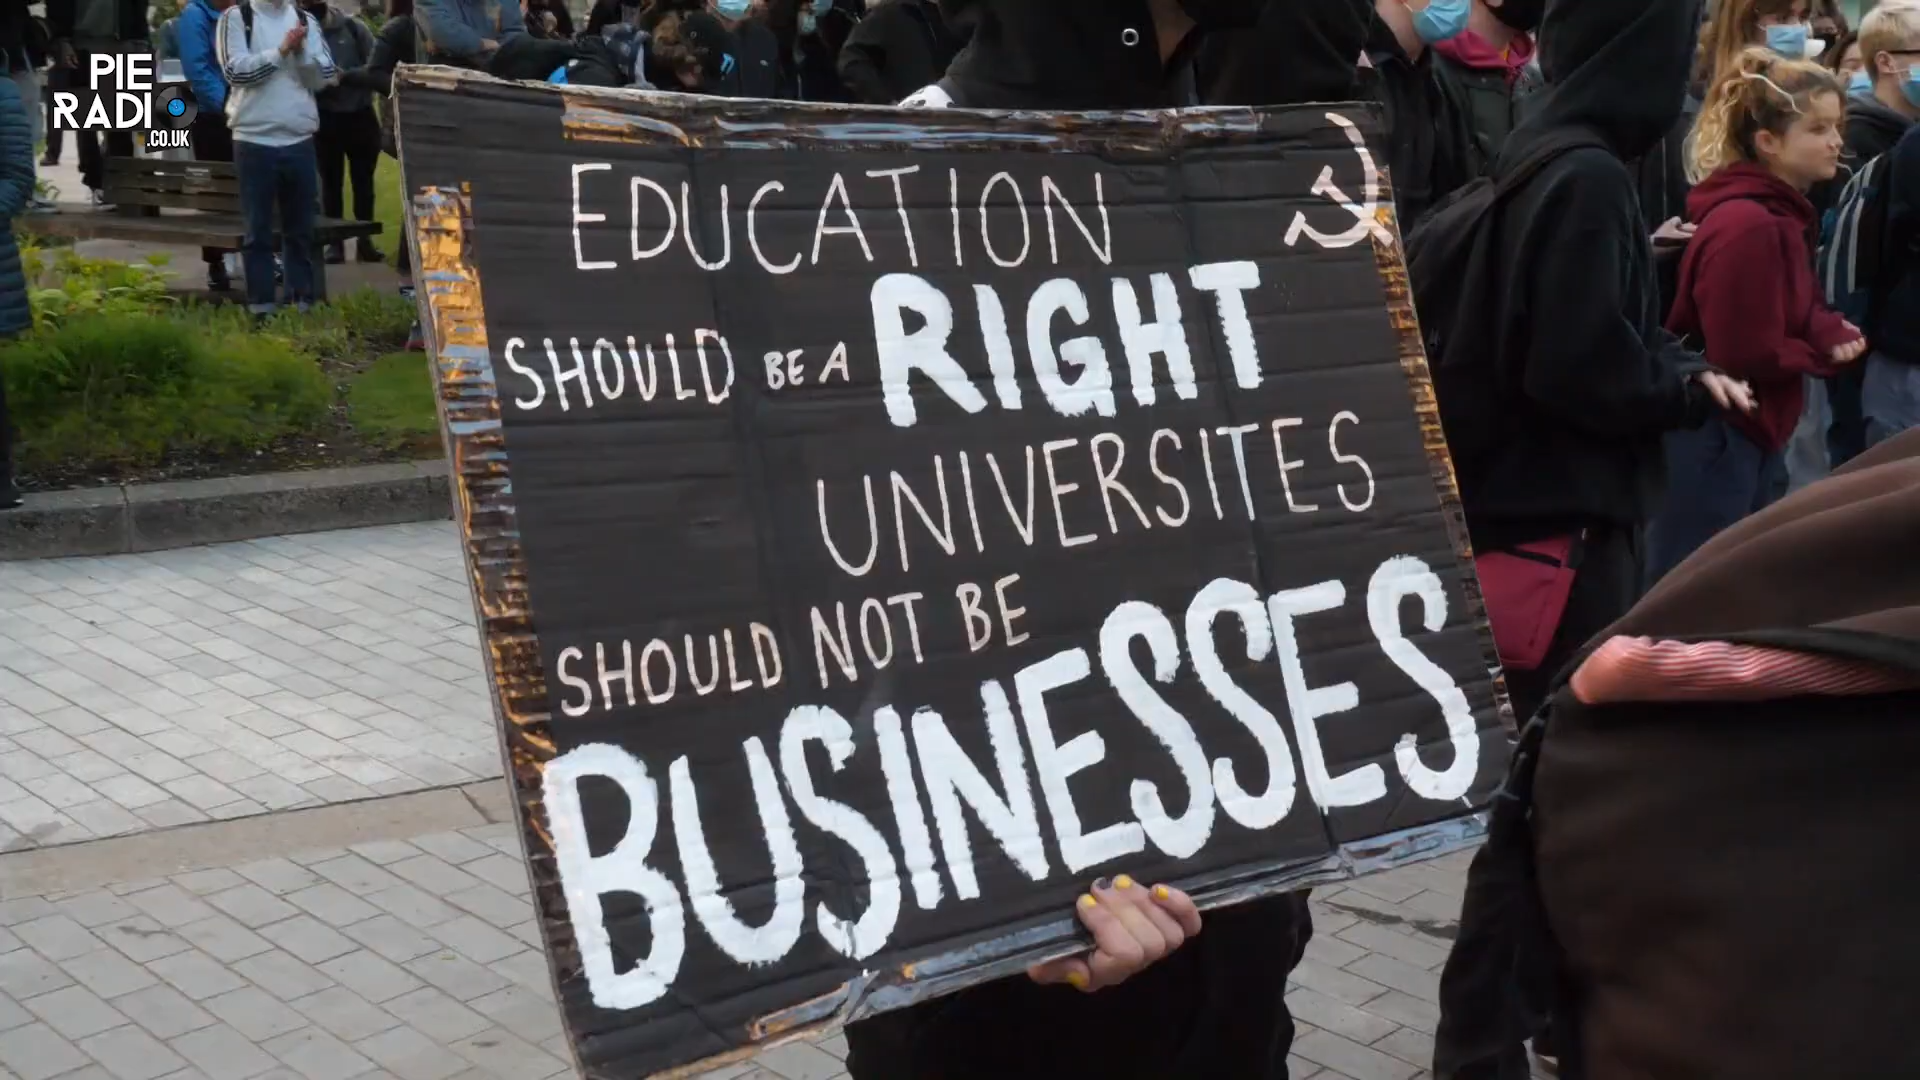 PIE
RADIO
.CO.UK
EDUCATION
SHOULD BE A RIGHT
UNIVERSITES
SHOULD NOT BE
BUSINESSES